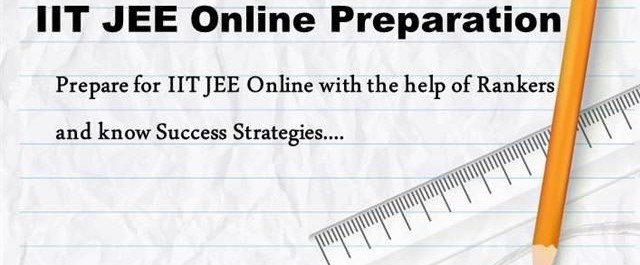 IIT JEE Online Preparation
Prepare for IIT JEE Online with the help of Rankers
and know Success Strategies....